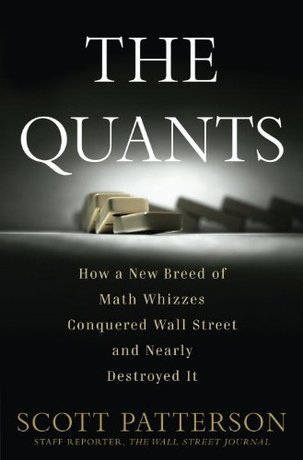 THE
QUANTS
How a New Breed of
Math Whizzes
Conquered Wall Street
and Nearly
Destroyed It
SCOTT PATTERSON
STAFF REPORTER, THE WALL STREET JOURNAL